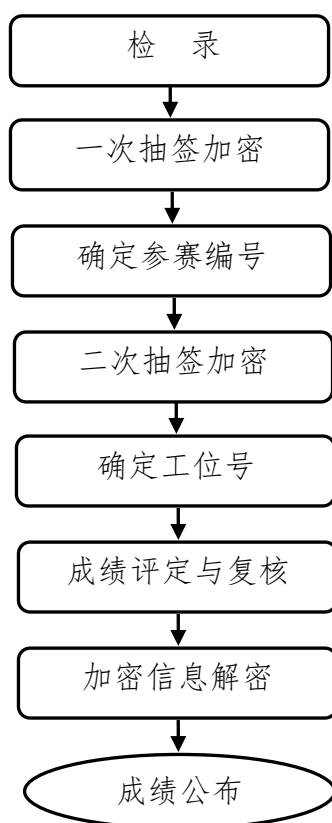 检 录
一次抽签加密
确定参赛编号
二次抽签加密
确定工位号
成绩评定与复核
加密信息解密
成绩公布